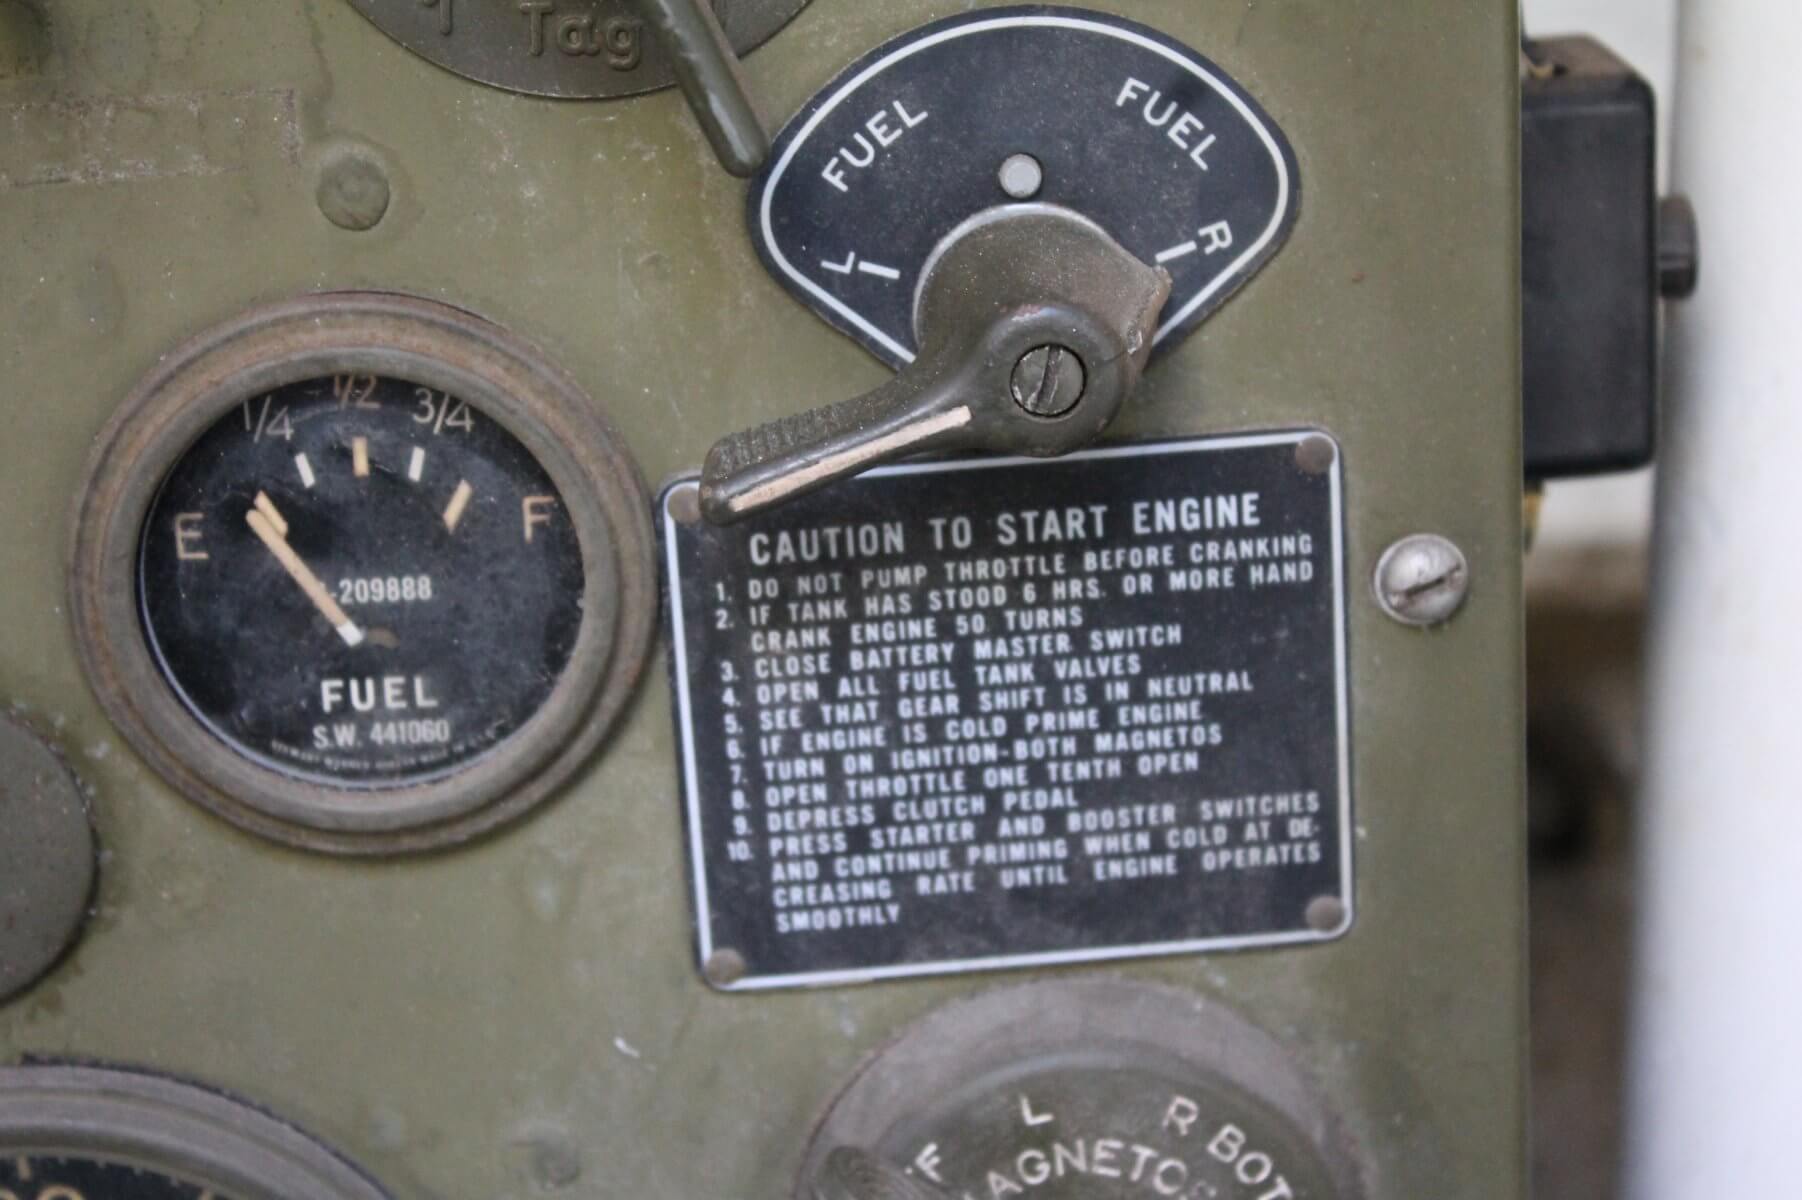 1 Tag
FUEL FUEL
L R
1/4 1/2 3/4
E F
-209888
FUEL
S.W. 441060
CAUTION TO START ENGINE
1. DO NOT PUMP THROTTLE BEFORE CRANKING
2. IF TANK HAS STOOD 6 HRS. OR MORE HAND
CRANK ENGINE 50 TURNS
3. CLOSE BATTERY MASTER SWITCH
4. OPEN ALL FUEL TANK VALVES
5. SEE THAT GEAR SHIFT IS IN NEUTRAL
6. IF ENGINE IS COLD PRIME ENGINE
7. TURN ON IGNITION-BOTH MAGNETOS
8. OPEN THROTTLE ONE TENTH OPEN
9. DEPRESS CLUTCH PEDAL
10. PRESS STARTER AND BOOSTER SWITCHES
AND CONTINUE PRIMING WHEN COLD AT DE-
CREASING RATE UNTIL ENGINE OPERATES
SMOOTHLY
F L R BOT
MAGNETOS